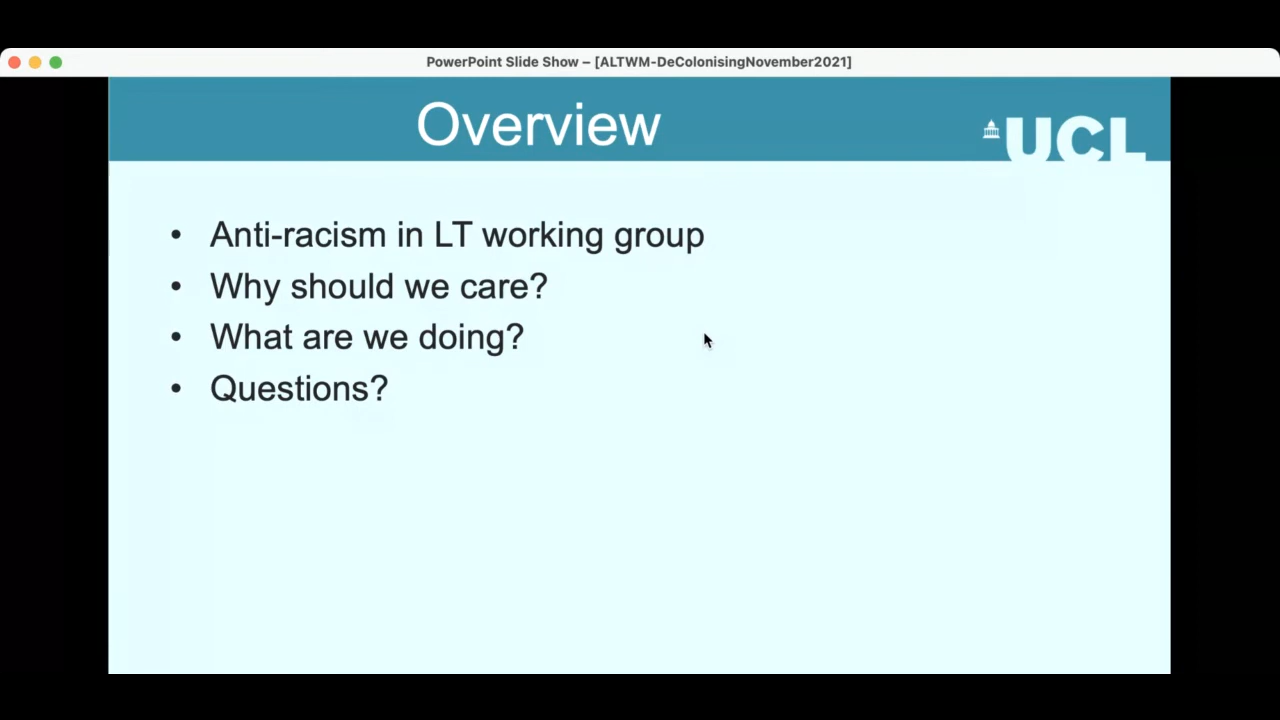 PowerPoint Slide Show – [ALTWM-DeColonisingNovember2021]
Overview
UCL
• Anti-racism in LT working group
• Why should we care?
• What are we doing?
• Questions?